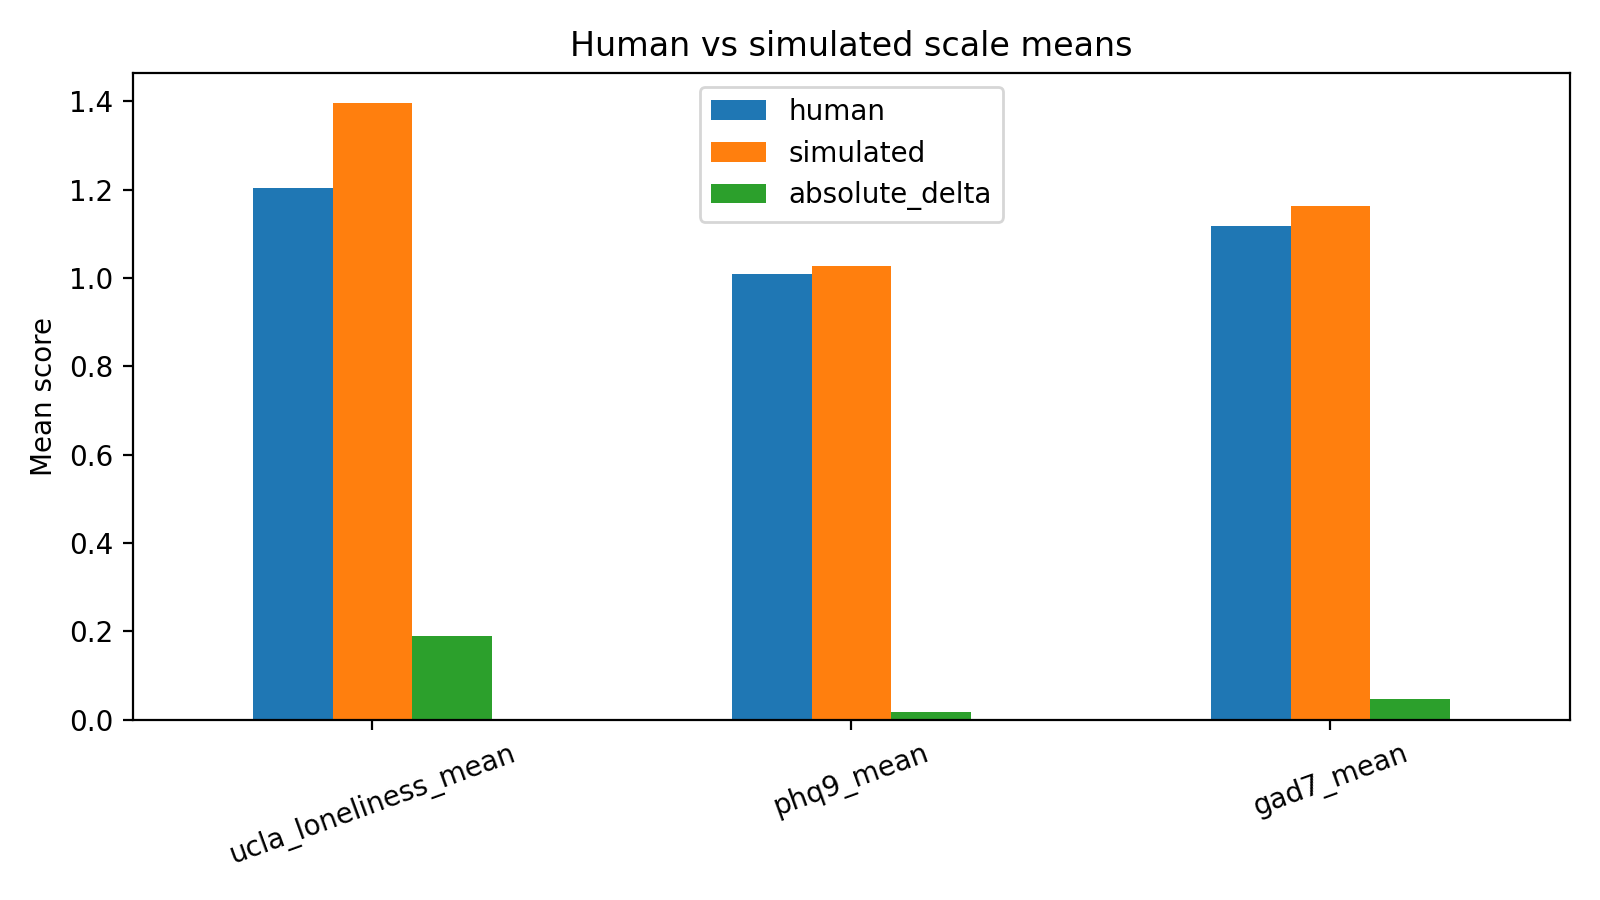 Human vs simulated scale means
human
simulated
absolute_delta
Mean score
1.4
1.2
1.0
0.8
0.6
0.4
0.2
0.0
ucla_loneliness_mean
phq9_mean
gad7_mean